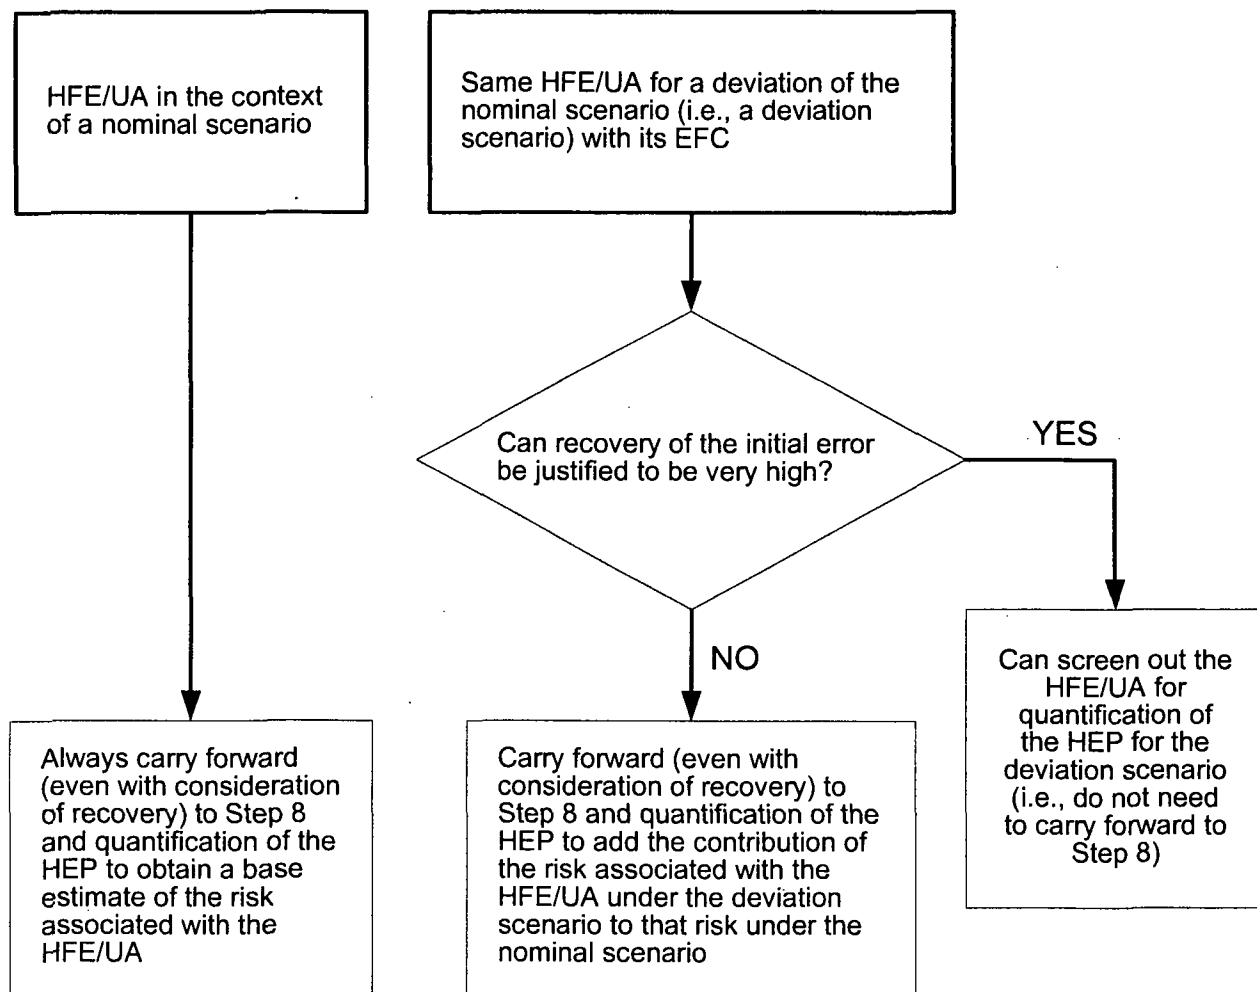 HFE/UA in the context
of a nominal scenario
Same HFE/UA for a deviation of the
nominal scenario (i.e., a deviation
scenario) with its EFC
Can recovery of the initial error
be justified to be very high?
YES
NO
Can screen out the
HFE/UA for
quantification of
the HEP for the
deviation scenario
(i.e., do not need
to carry forward to
Step 8)
Always carry forward
(even with consideration
of recovery) to Step 8
and quantification of the
HEP to obtain a base
estimate of the risk
associated with the
HFE/UA
Carry forward (even with
consideration of recovery) to
Step 8 and quantification of the
HEP to add the contribution of
the risk associated with the
HFE/UA under the deviation
scenario to that risk under the
nominal scenario